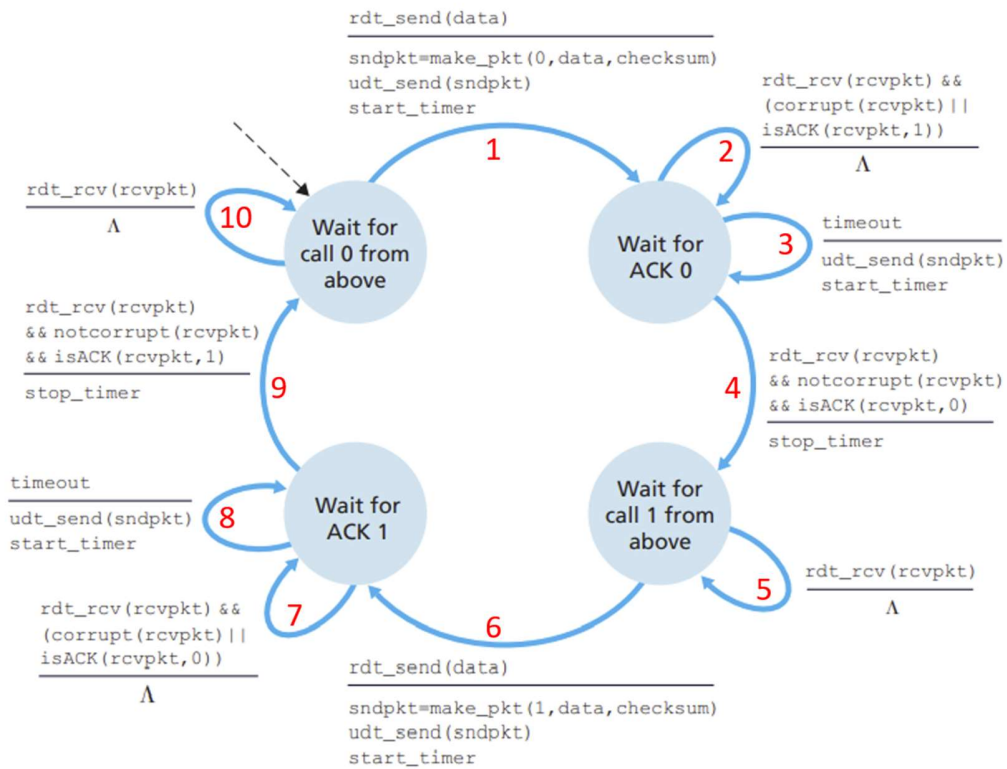 rdt_send(data)
sndpkt=make_pkt(0,data,checksum)
udt_send(sndpkt)
start_timer
rdt_rcv(rcvpkt) &&
(corrupt(rcvpkt)||
isACK(rcvpkt,1))
Λ
1
2
rdt_rcv(rcvpkt)
Λ
10
Wait for
call 0 from
above
Wait for
ACK 0
3
timeout
udt_send(sndpkt)
start_timer
rdt_rcv(rcvpkt)
&& notcorrupt(rcvpkt)
&& isACK(rcvpkt,1)
stop_timer
9
4
rdt_rcv(rcvpkt)
&& notcorrupt(rcvpkt)
&& isACK(rcvpkt,0)
stop_timer
timeout
udt_send(sndpkt)
start_timer
8
Wait for
ACK 1
Wait for
call 1 from
above
5
rdt_rcv(rcvpkt)
Λ
7
rdt_rcv(rcvpkt) &&
(corrupt(rcvpkt)||
isACK(rcvpkt,0))
Λ
6
rdt_send(data)
sndpkt=make_pkt(1,data,checksum)
udt_send(sndpkt)
start_timer